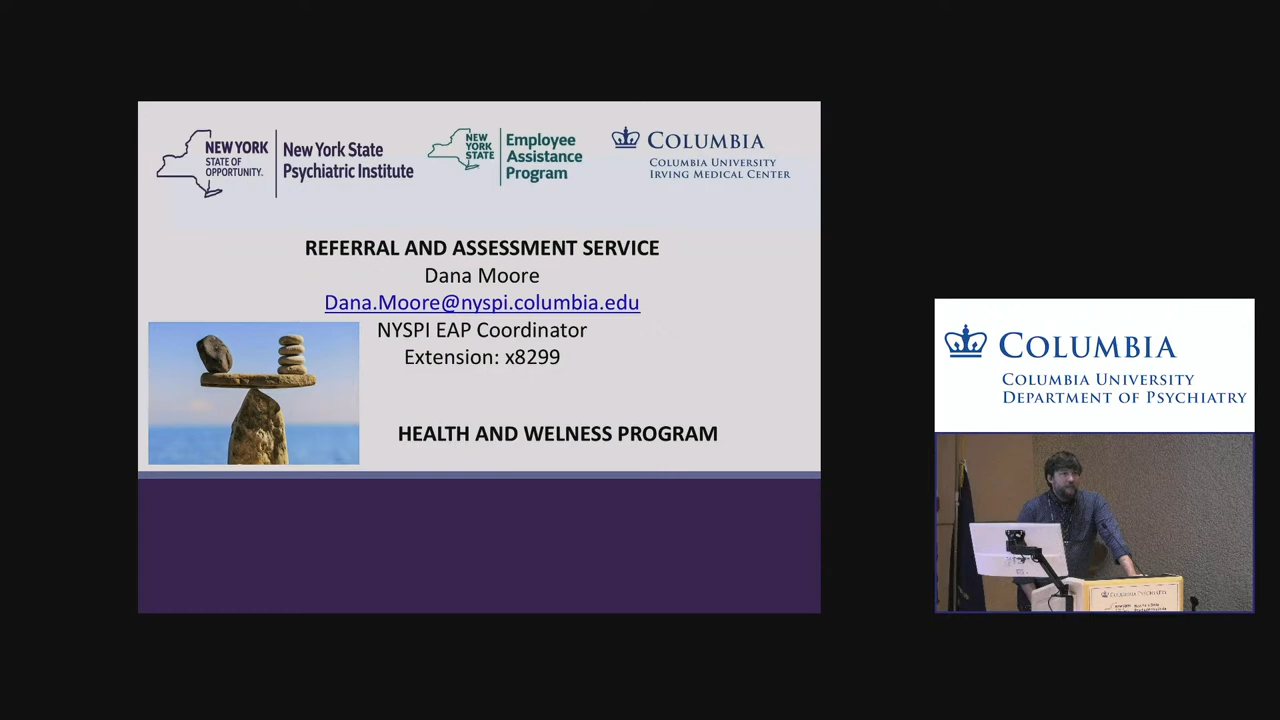 NEW YORK
STATE OF
OPPORTUNITY.
New York State
Psychiatric Institute
NEW
YORK
STATE
Employee
Assistance
Program
COLUMBIA
COLUMBIA UNIVERSITY
IRVING MEDICAL CENTER
REFERRAL AND ASSESSMENT SERVICE
Dana Moore
Dana.Moore@nyspi.columbia.edu
NYSPI EAP Coordinator
Extension: x8299
HEALTH AND WELNESS PROGRAM
COLUMBIA
COLUMBIA UNIVERSITY
DEPARTMENT OF PSYCHIATRY
COLUMBIA PSYCHIATRY